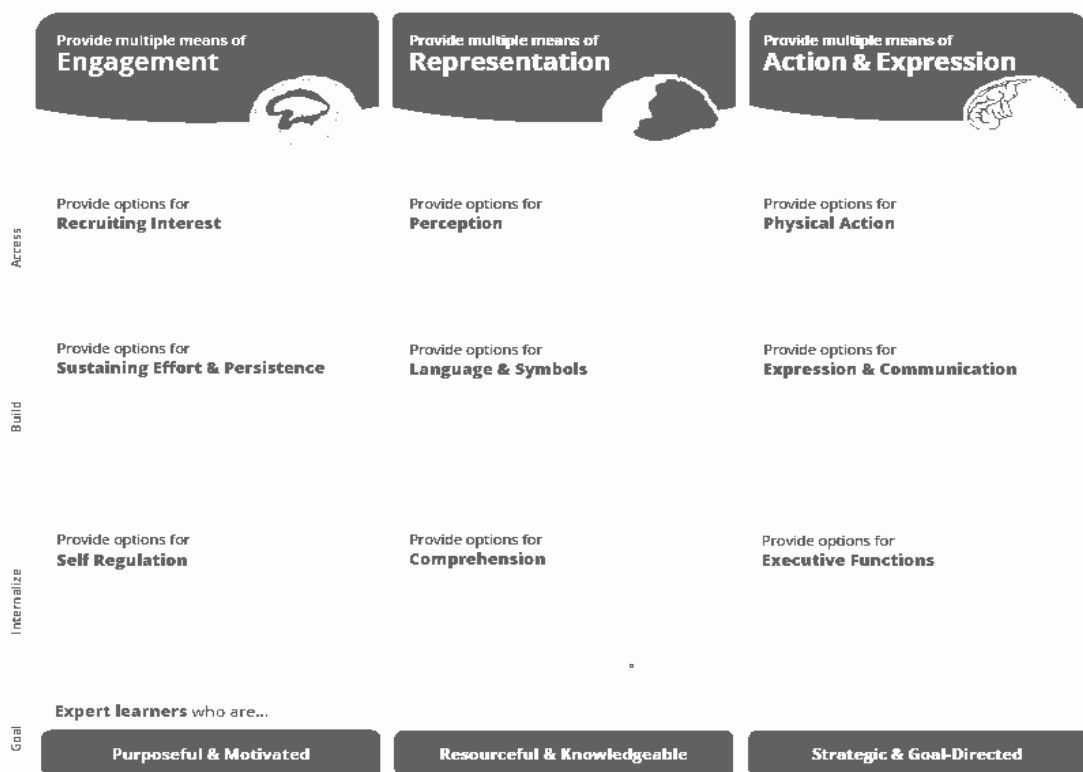 Provide multiple means of
Engagement
Provide multiple means of
Representation
Provide multiple means of
Action & Expression
Access
Provide options for
Recruiting Interest
Provide options for
Perception
Provide options for
Physical Action
Build
Provide options for
Sustaining Effort & Persistence
Provide options for
Language & Symbols
Provide options for
Expression & Communication
Internalize
Provide options for
Self Regulation
Provide options for
Comprehension
Provide options for
Executive Functions
Goal
Expert learners who are...
Purposeful & Motivated
Resourceful & Knowledgeable
Strategic & Goal-Directed